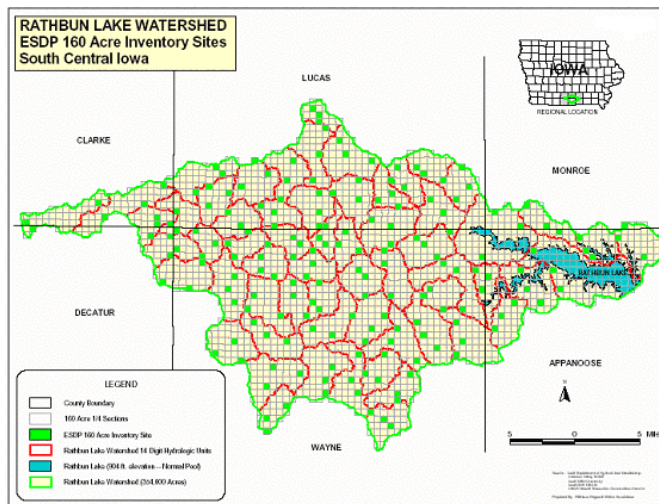 RATHBUN LAKE WATERSHED
ESDP 160 Acre Inventory Sites
South Central Iowa
IOWA
REGIONAL LOCATION
LUCAS
CLARKE
MONROE
RATHBUN LAKE
DECATUR
APPANOOSE
WAYNE
N
5 0 5 MIles
LEGEND
County Boundary
160 Acre 1/4 Sections
ESDP 160 Acre Inventory Site
Rathbun Lake Watershed 14 Digit Hydrologic Units
Rathbun Lake (904 ft. elevation -- Normal Pool)
Rathbun Lake Watershed (354,000 Acres)